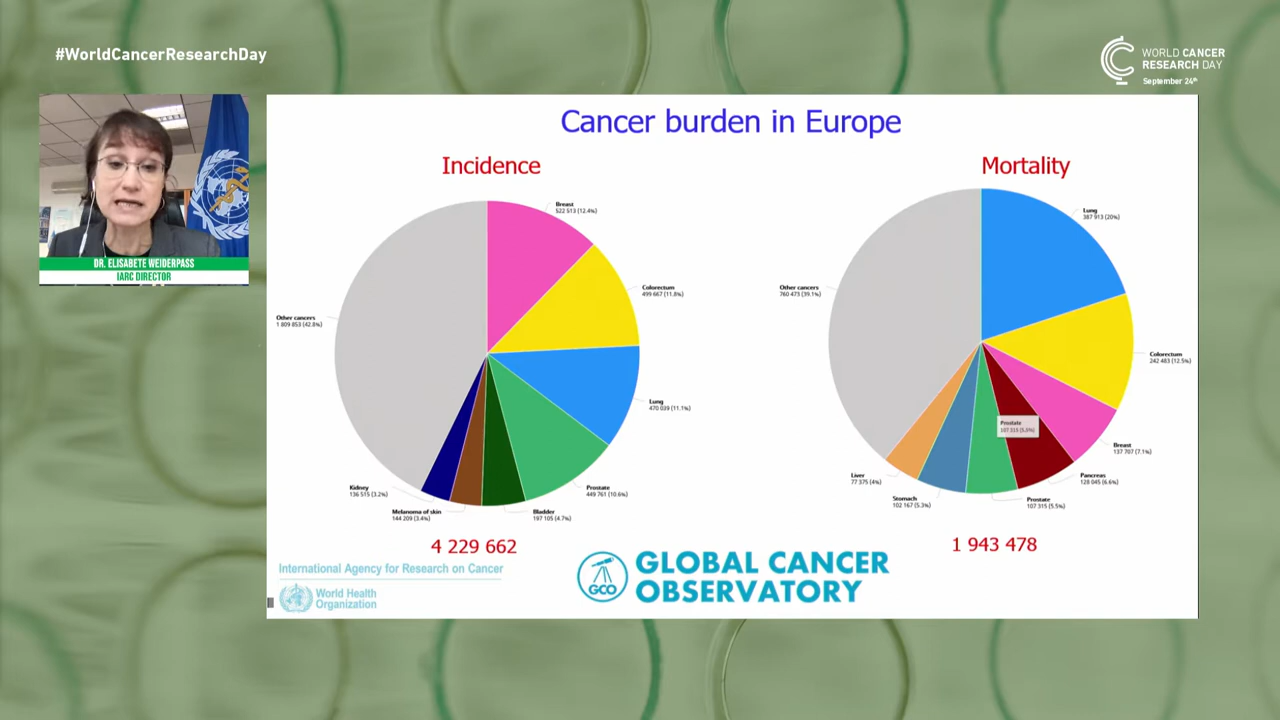 #WorldCancerResearchDay
WORLD CANCER
RESEARCH DAY
September 24th
DR. ELISABETE WEIDERPASS
IARC DIRECTOR
Cancer burden in Europe
Incidence
Breast
522 513 (12.4%)
Colorectum
499 667 (11.8%)
Lung
470 039 (11.1%)
Prostate
449 761 (10.6%)
Bladder
197 105 (4.7%)
Melanoma of skin
144 209 (3.4%)
Kidney
136 515 (3.2%)
Other cancers
1 809 853 (42.8%)
4 229 662
Mortality
Lung
387 913 (20%)
Colorectum
242 483 (12.5%)
Breast
137 707 (7.1%)
Pancreas
128 045 (6.6%)
Prostate
107 315 (5.5%)
Prostate
107 315 (5.5%)
Stomach
102 167 (5.3%)
Liver
77 375 (4%)
Other cancers
760 473 (39.1%)
1 943 478
International Agency for Research on Cancer
World Health
Organization
GCO
GLOBAL CANCER
OBSERVATORY